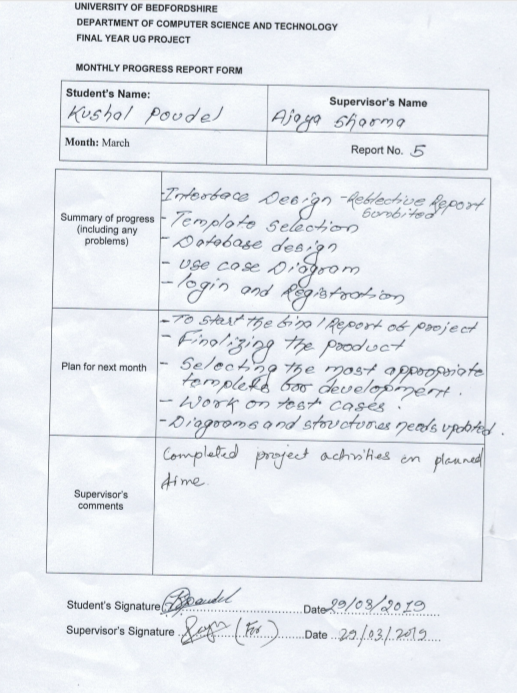 UNIVERSITY OF BEDFORDSHIRE
DEPARTMENT OF COMPUTER SCIENCE AND TECHNOLOGY
FINAL YEAR UG PROJECT
MONTHLY PROGRESS REPORT FORM
Student's Name:
Kushal Poudel
Supervisor's Name
Ajaya Sharma
Month: March
Report No. 5
Summary of progress
(including any
problems)
- Interface Design - Reflective Report
Sumbited
- Template Selection
- Database design
- use case Diagram
- login and Registration
Plan for next month
- To start the final Report of project
- Finalizing the product
- Selecting the most appropriate
templete for development.
- Work on test cases.
- Diagrams and structures needs updated.
Supervisor's
comments
Completed project activities on planned
time
Student's Signature Poudel Date 29/03/2019
Supervisor's Signature (For) Date 29/03/2019